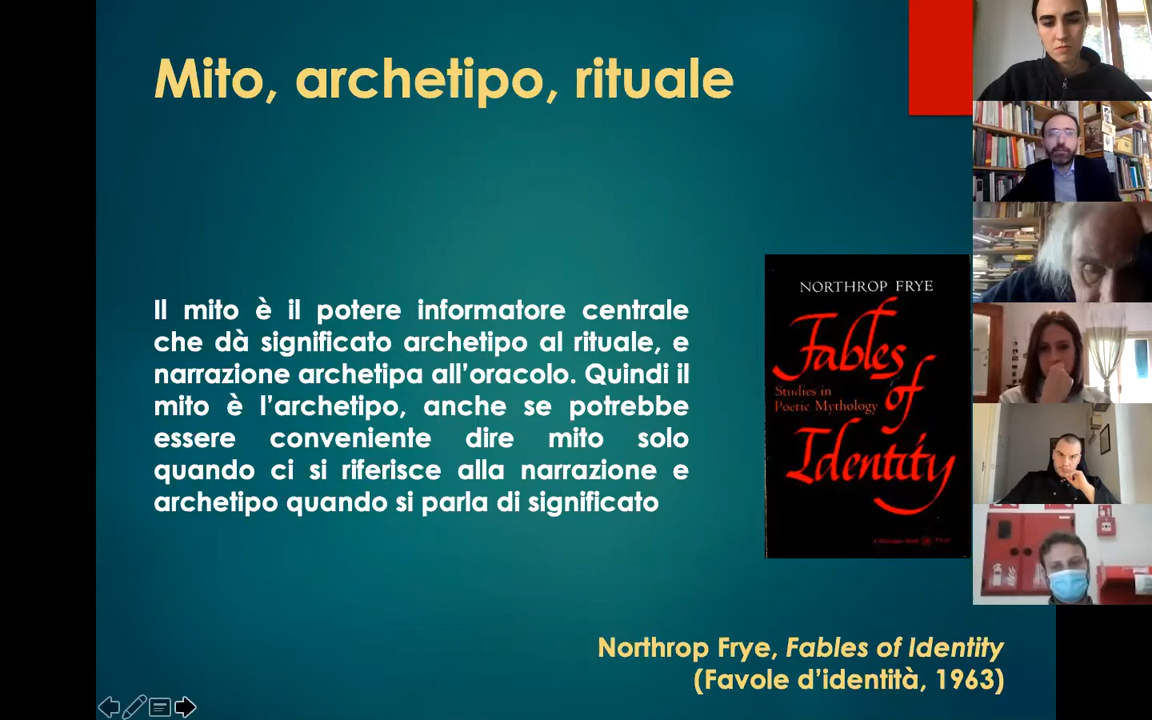 Mito, archetipo, rituale
Il mito è il potere informatore centrale
che dà significato archetipo al rituale, e
narrazione archetipa all’oracolo. Quindi il
mito è l’archetipo, anche se potrebbe
essere conveniente dire mito solo
quando ci si riferisce alla narrazione e
archetipo quando si parla di significato
NORTHROP FRYE
Fables
Studies in
Poetic Mythology
of
Identity
Northrop Frye, Fables of Identity
(Favole d’identità, 1963)